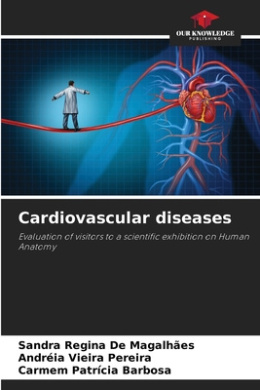 OUR KNOWLEDGE
PUBLISHING
Cardiovascular diseases
Evaluation of visitors to a scientific exhibition on Human
Anatomy
Sandra Regina De Magalhães
Andréia Vieira Pereira
Carmem Patrícia Barbosa